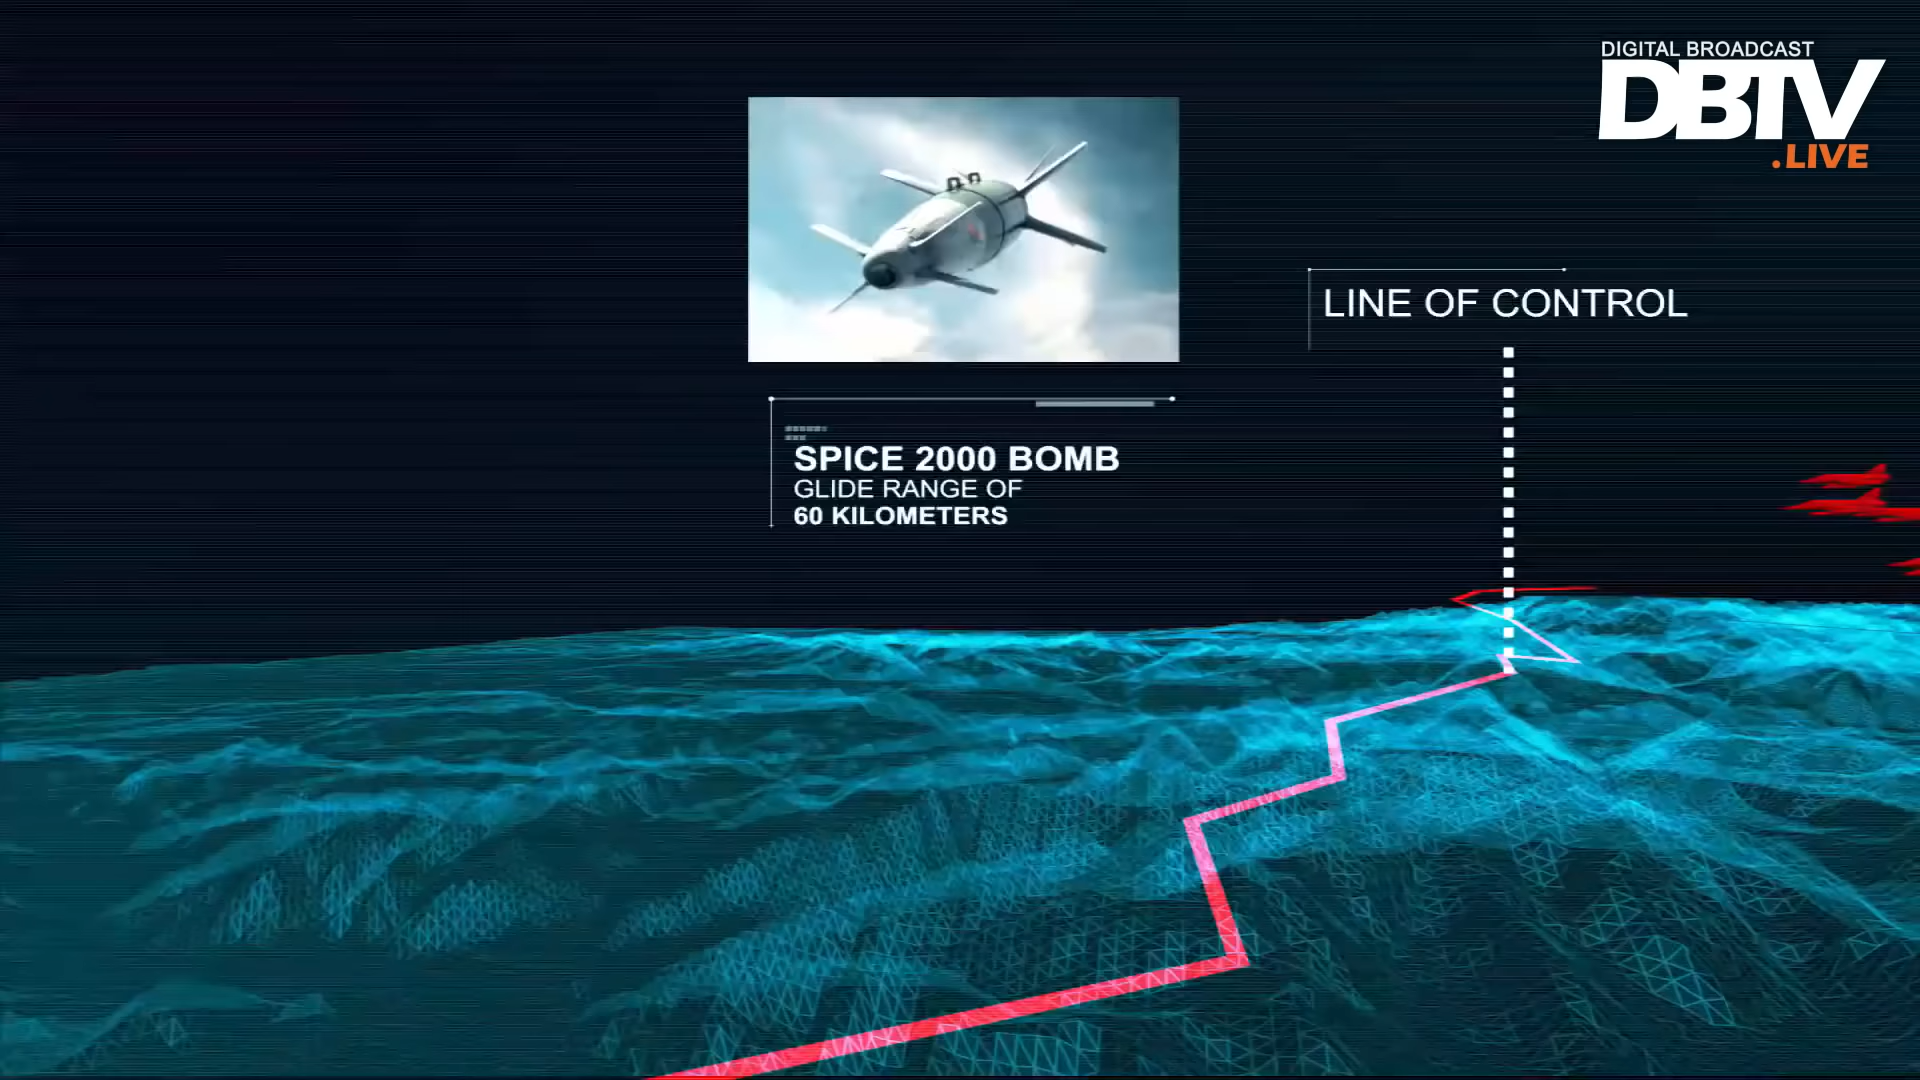 DIGITAL BROADCAST
DBTV
.LIVE
LINE OF CONTROL
SPICE 2000 BOMB
GLIDE RANGE OF
60 KILOMETERS